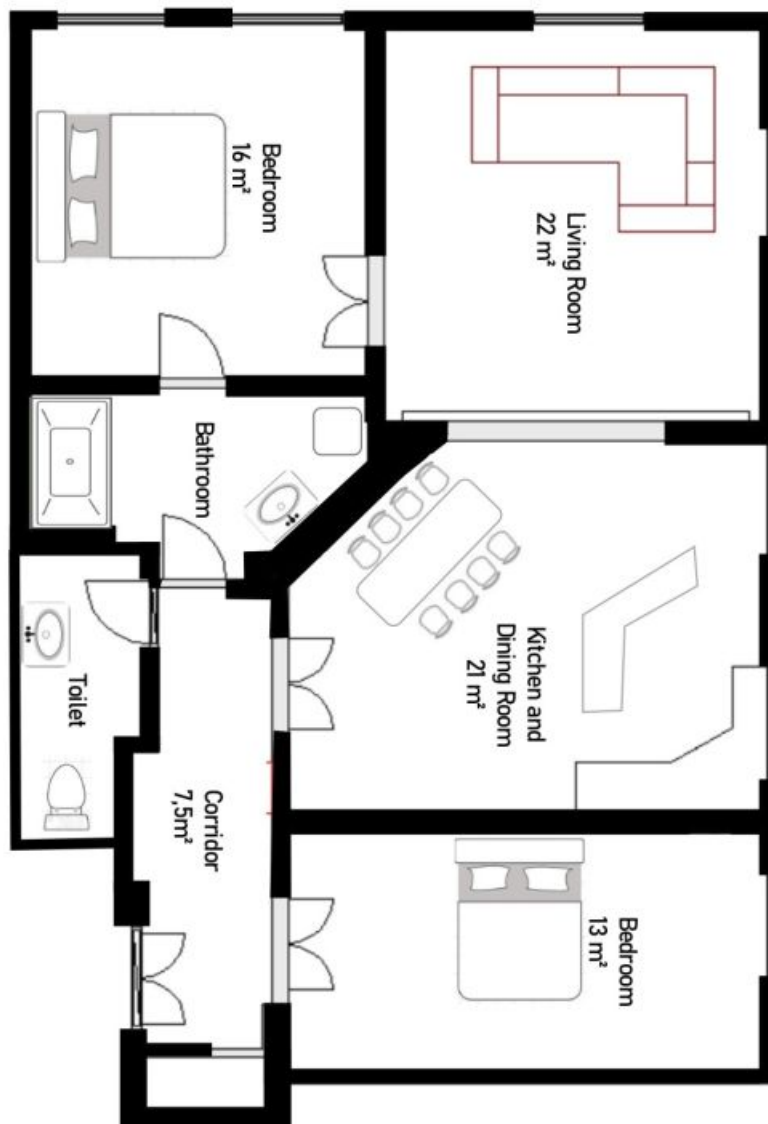 Bedroom
16 m²
Living Room
22 m²
Bathroom
Kitchen and
Dining Room
21 m²
Toilet
Corridor
7,5m²
Bedroom
13 m²